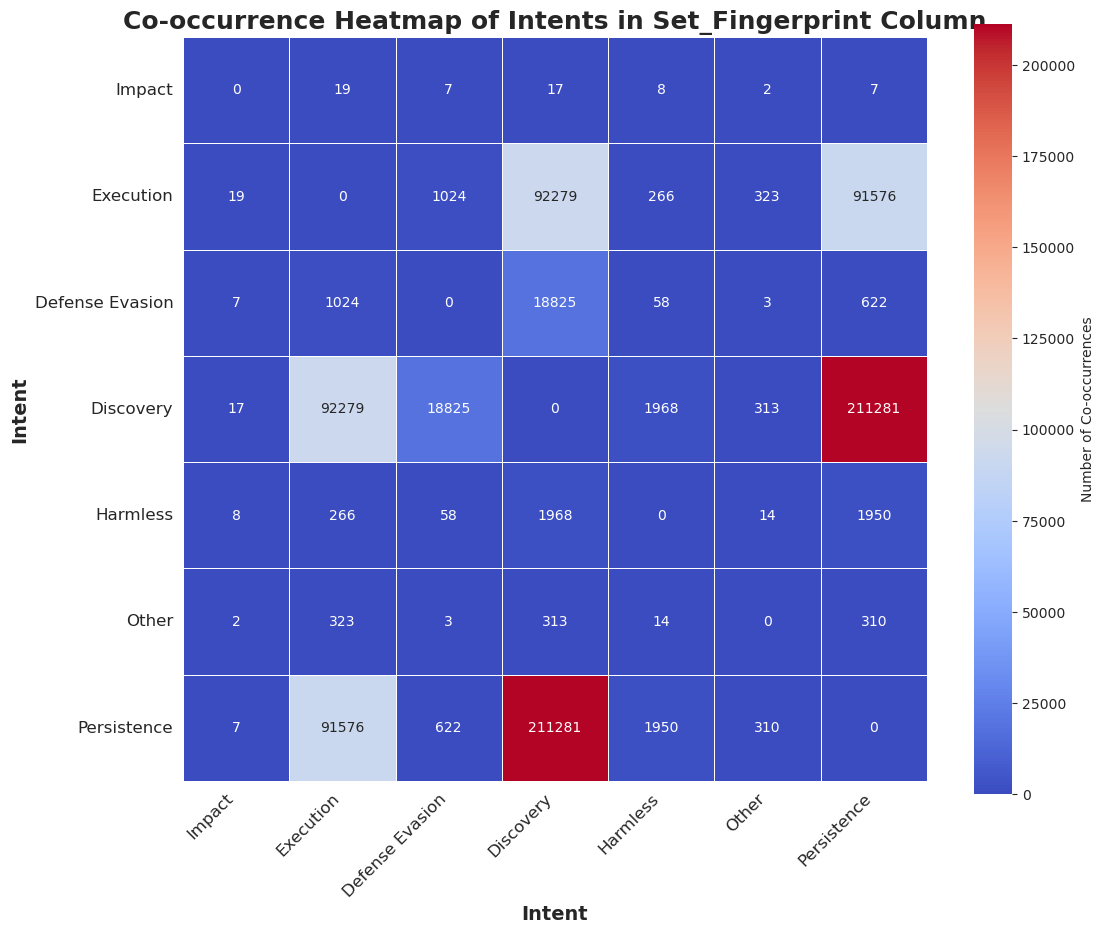 Co-occurrence Heatmap of Intents in Set_Fingerprint Column
Impact 0 19 7 17 8 2 7
Execution 19 0 1024 92279 266 323 91576
Defense Evasion 7 1024 0 18825 58 3 622
Discovery 17 92279 18825 0 1968 313 211281
Harmless 8 266 58 1968 0 14 1950
Other 2 323 3 313 14 0 310
Persistence 7 91576 622 211281 1950 310 0
Impact Execution Defense Evasion Discovery Harmless Other Persistence
Intent
Intent
200000
175000
150000
125000
100000
75000
50000
25000
0
Number of Co-occurrences